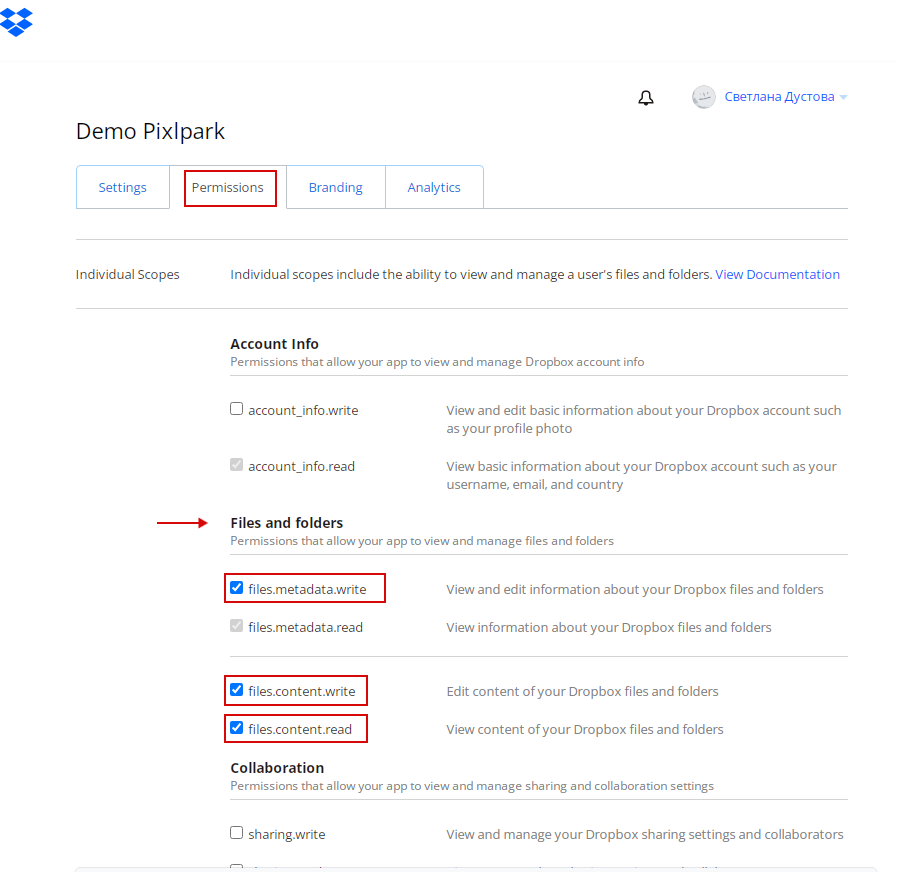 Светлана Дустова
Demo Pixlpark
Settings
Permissions
Branding
Analytics
Individual Scopes
Individual scopes include the ability to view and manage a user's files and folders. View Documentation
Account Info
Permissions that allow your app to view and manage Dropbox account info
account_info.write
View and edit basic information about your Dropbox account such
as your profile photo
account_info.read
View basic information about your Dropbox account such as your
username, email, and country
Files and folders
Permissions that allow your app to view and manage files and folders
files.metadata.write
View and edit information about your Dropbox files and folders
files.metadata.read
View information about your Dropbox files and folders
files.content.write
Edit content of your Dropbox files and folders
files.content.read
View content of your Dropbox files and folders
Collaboration
Permissions that allow your app to view and manage sharing and collaboration settings
sharing.write
View and manage your Dropbox sharing settings and collaborators